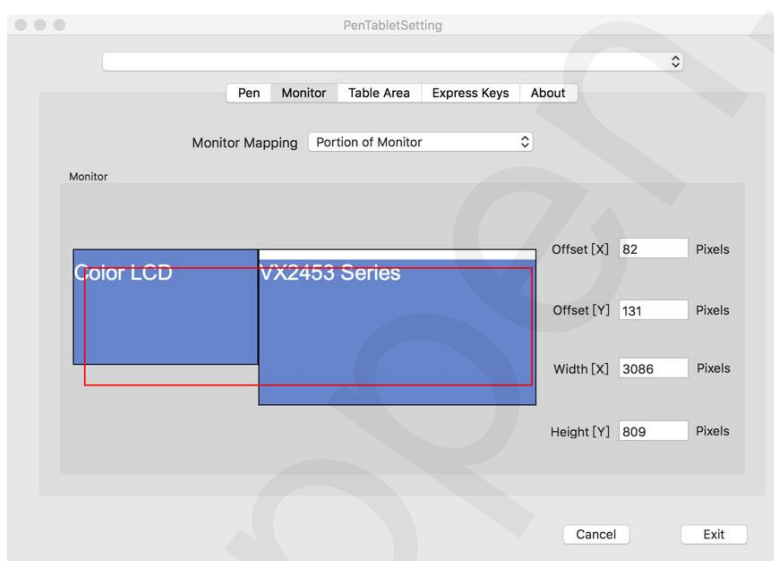 PenTabletSetting
Pen Monitor Table Area Express Keys About
Monitor Mapping Portion of Monitor
Monitor
Color LCD VX2453 Series
Offset [X] 82 Pixels
Offset [Y] 131 Pixels
Width [X] 3086 Pixels
Height [Y] 809 Pixels
Cancel Exit